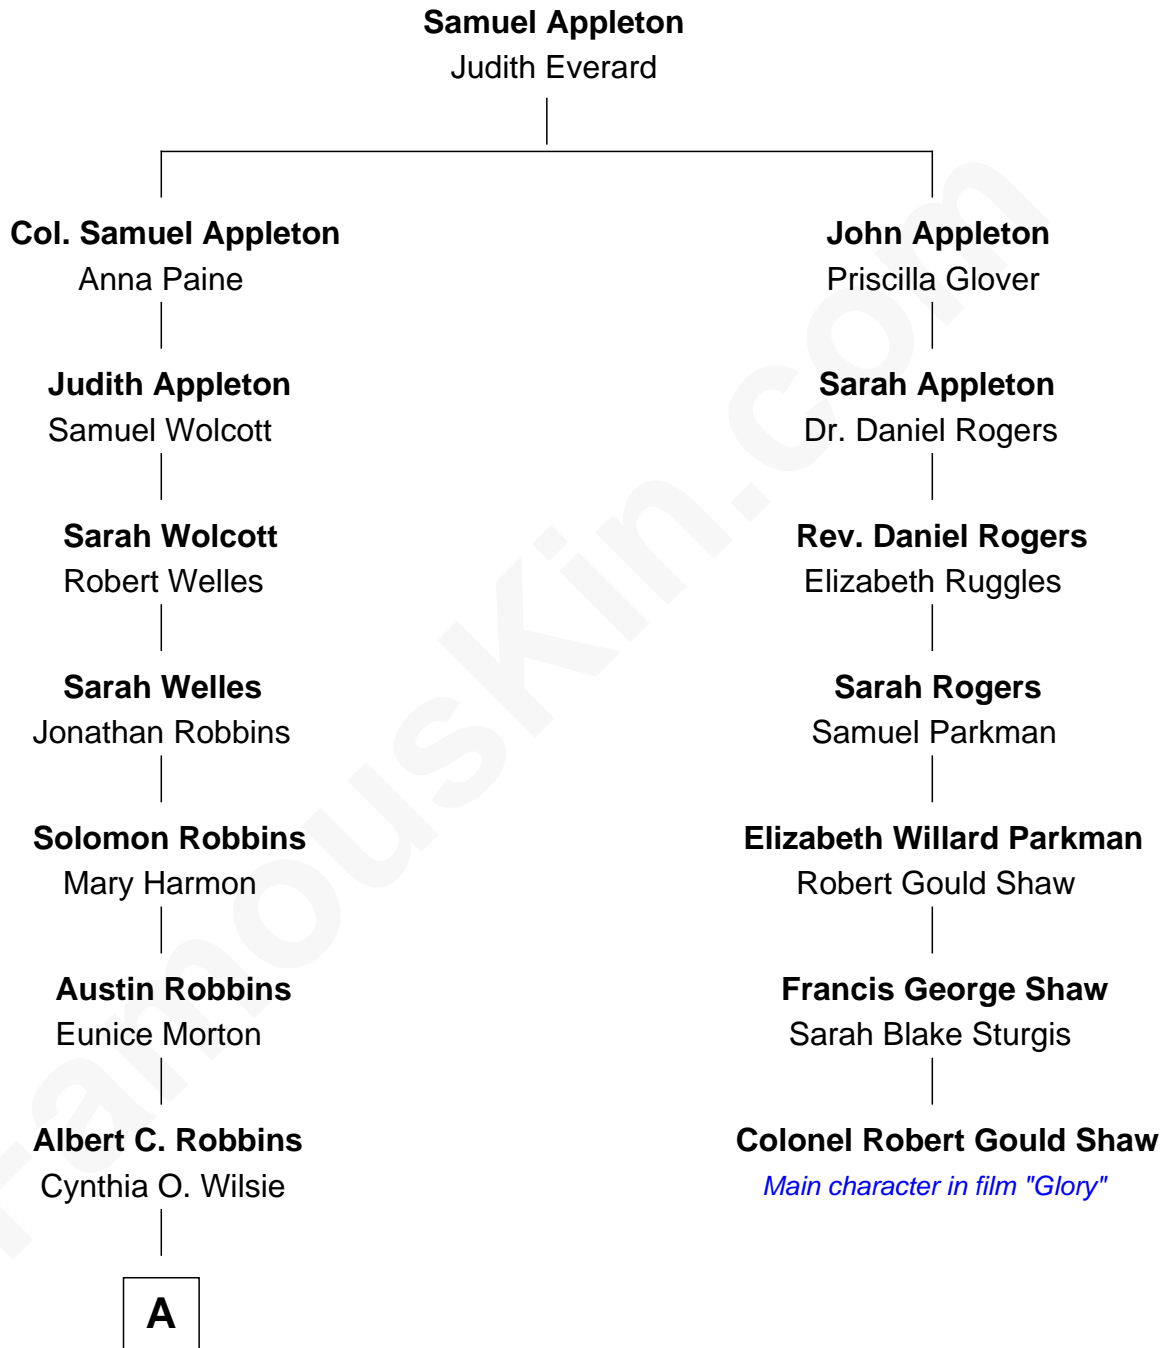 Samuel Appleton
Judith Everard
Col. Samuel Appleton
Anna Paine
John Appleton
Priscilla Glover
Judith Appleton
Samuel Wolcott
Sarah Appleton
Dr. Daniel Rogers
Sarah Wolcott
Robert Welles
Rev. Daniel Rogers
Elizabeth Ruggles
Sarah Welles
Jonathan Robbins
Sarah Rogers
Samuel Parkman
Solomon Robbins
Mary Harmon
Elizabeth Willard Parkman
Robert Gould Shaw
Austin Robbins
Eunice Morton
Francis George Shaw
Sarah Blake Sturgis
Albert C. Robbins
Cynthia O. Wilsie
Colonel Robert Gould Shaw
Main character in film "Glory"
A
FamousKin.com